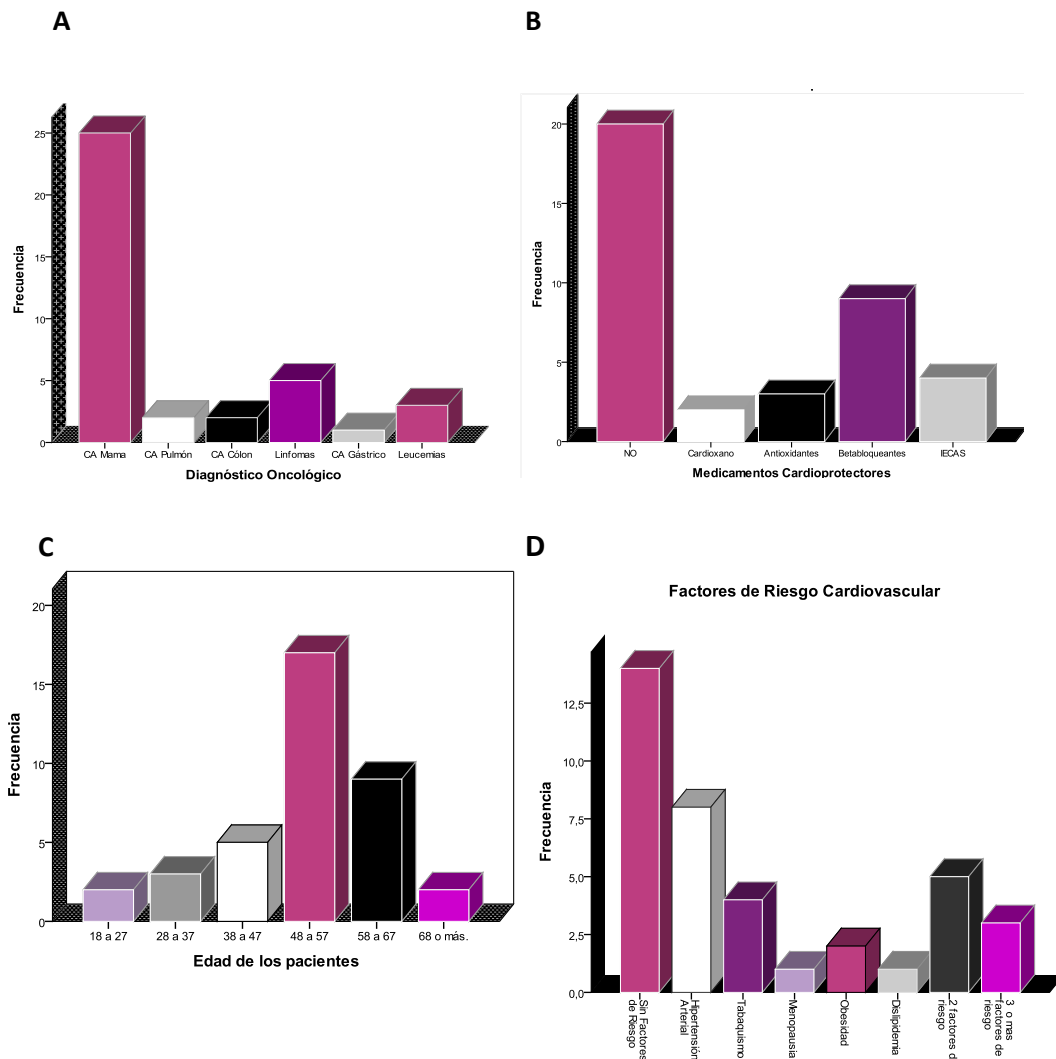 A
25
20
15
10
5
0
Frecuencia
CA Mama
CA Pulmón
CA Cólon
Linfomas
CA Gástrico
Leucemias
Diagnóstico Oncológico
B
20
15
10
5
0
Frecuencia
NO
Cardioxano
Antioxidantes
Betabloqueantes
IECAS
Medicamentos Cardioprotectores
C
20
15
10
5
0
Frecuencia
18 a 27
28 a 37
38 a 47
48 a 57
58 a 67
68 o más.
Edad de los pacientes
D
Factores de Riesgo Cardiovascular
12,5
10,0
7,5
5,0
2,5
0,0
Frecuencia
Sin Factores
de Riesgo
Hipertensión
Arterial
Tabaquismo
Menopausia
Obesidad
Dislipidemia
2 factores d
riesgo
3 o mas
factores de
riesgo